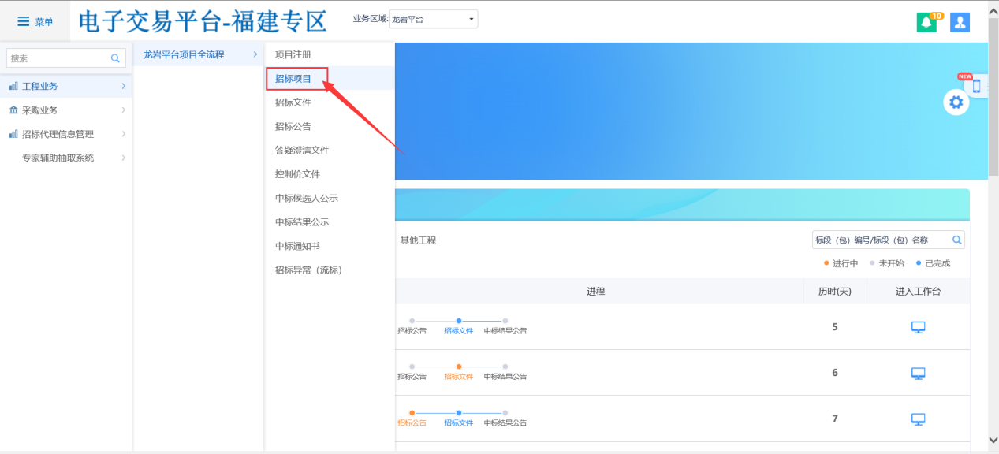 菜单
电子交易平台-福建专区
业务区域:
龙岩平台
10
搜索
工程业务
采购业务
招标代理信息管理
专家辅助抽取系统
龙岩平台项目全流程
项目注册
招标项目
招标文件
招标公告
答疑澄清文件
控制价文件
中标候选人公示
中标结果公示
中标通知书
招标异常（流标）
NEW
其他工程
标段（包）编号/标段（包）名称
进行中 未开始 已完成
进程 历时(天) 进入工作台
招标公告 招标文件 中标结果公告 5
招标公告 招标文件 中标结果公告 6
招标公告 招标文件 中标结果公告 7